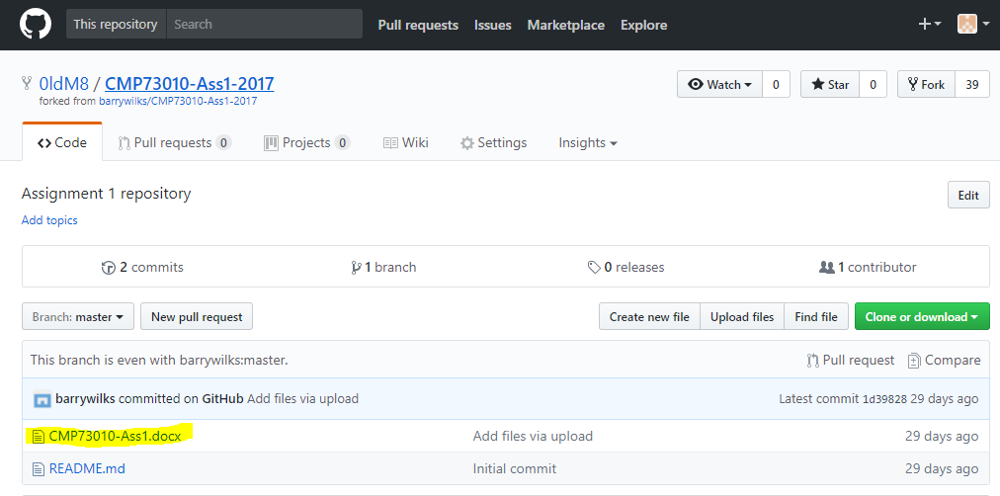 This repository Search Pull requests Issues Marketplace Explore
0ldM8 / CMP73010-Ass1-2017 Watch 0 Star 0 Fork 39
forked from barrywilks/CMP73010-Ass1-2017
Code Pull requests 0 Projects 0 Wiki Settings Insights
Assignment 1 repository Edit
Add topics
2 commits 1 branch 0 releases 1 contributor
Branch: master New pull request Create new file Upload files Find file Clone or download
This branch is even with barrywilks:master. Pull request Compare
barrywilks committed on GitHub Add files via upload Latest commit 1d39828 29 days ago
CMP73010-Ass1.docx Add files via upload 29 days ago
README.md Initial commit 29 days ago